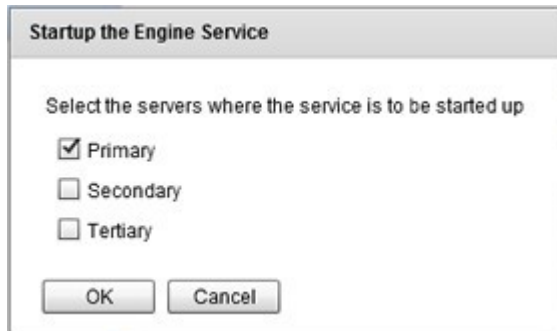 Startup the Engine Service
Select the servers where the service is to be started up
Primary
Secondary
Tertiary
OK Cancel